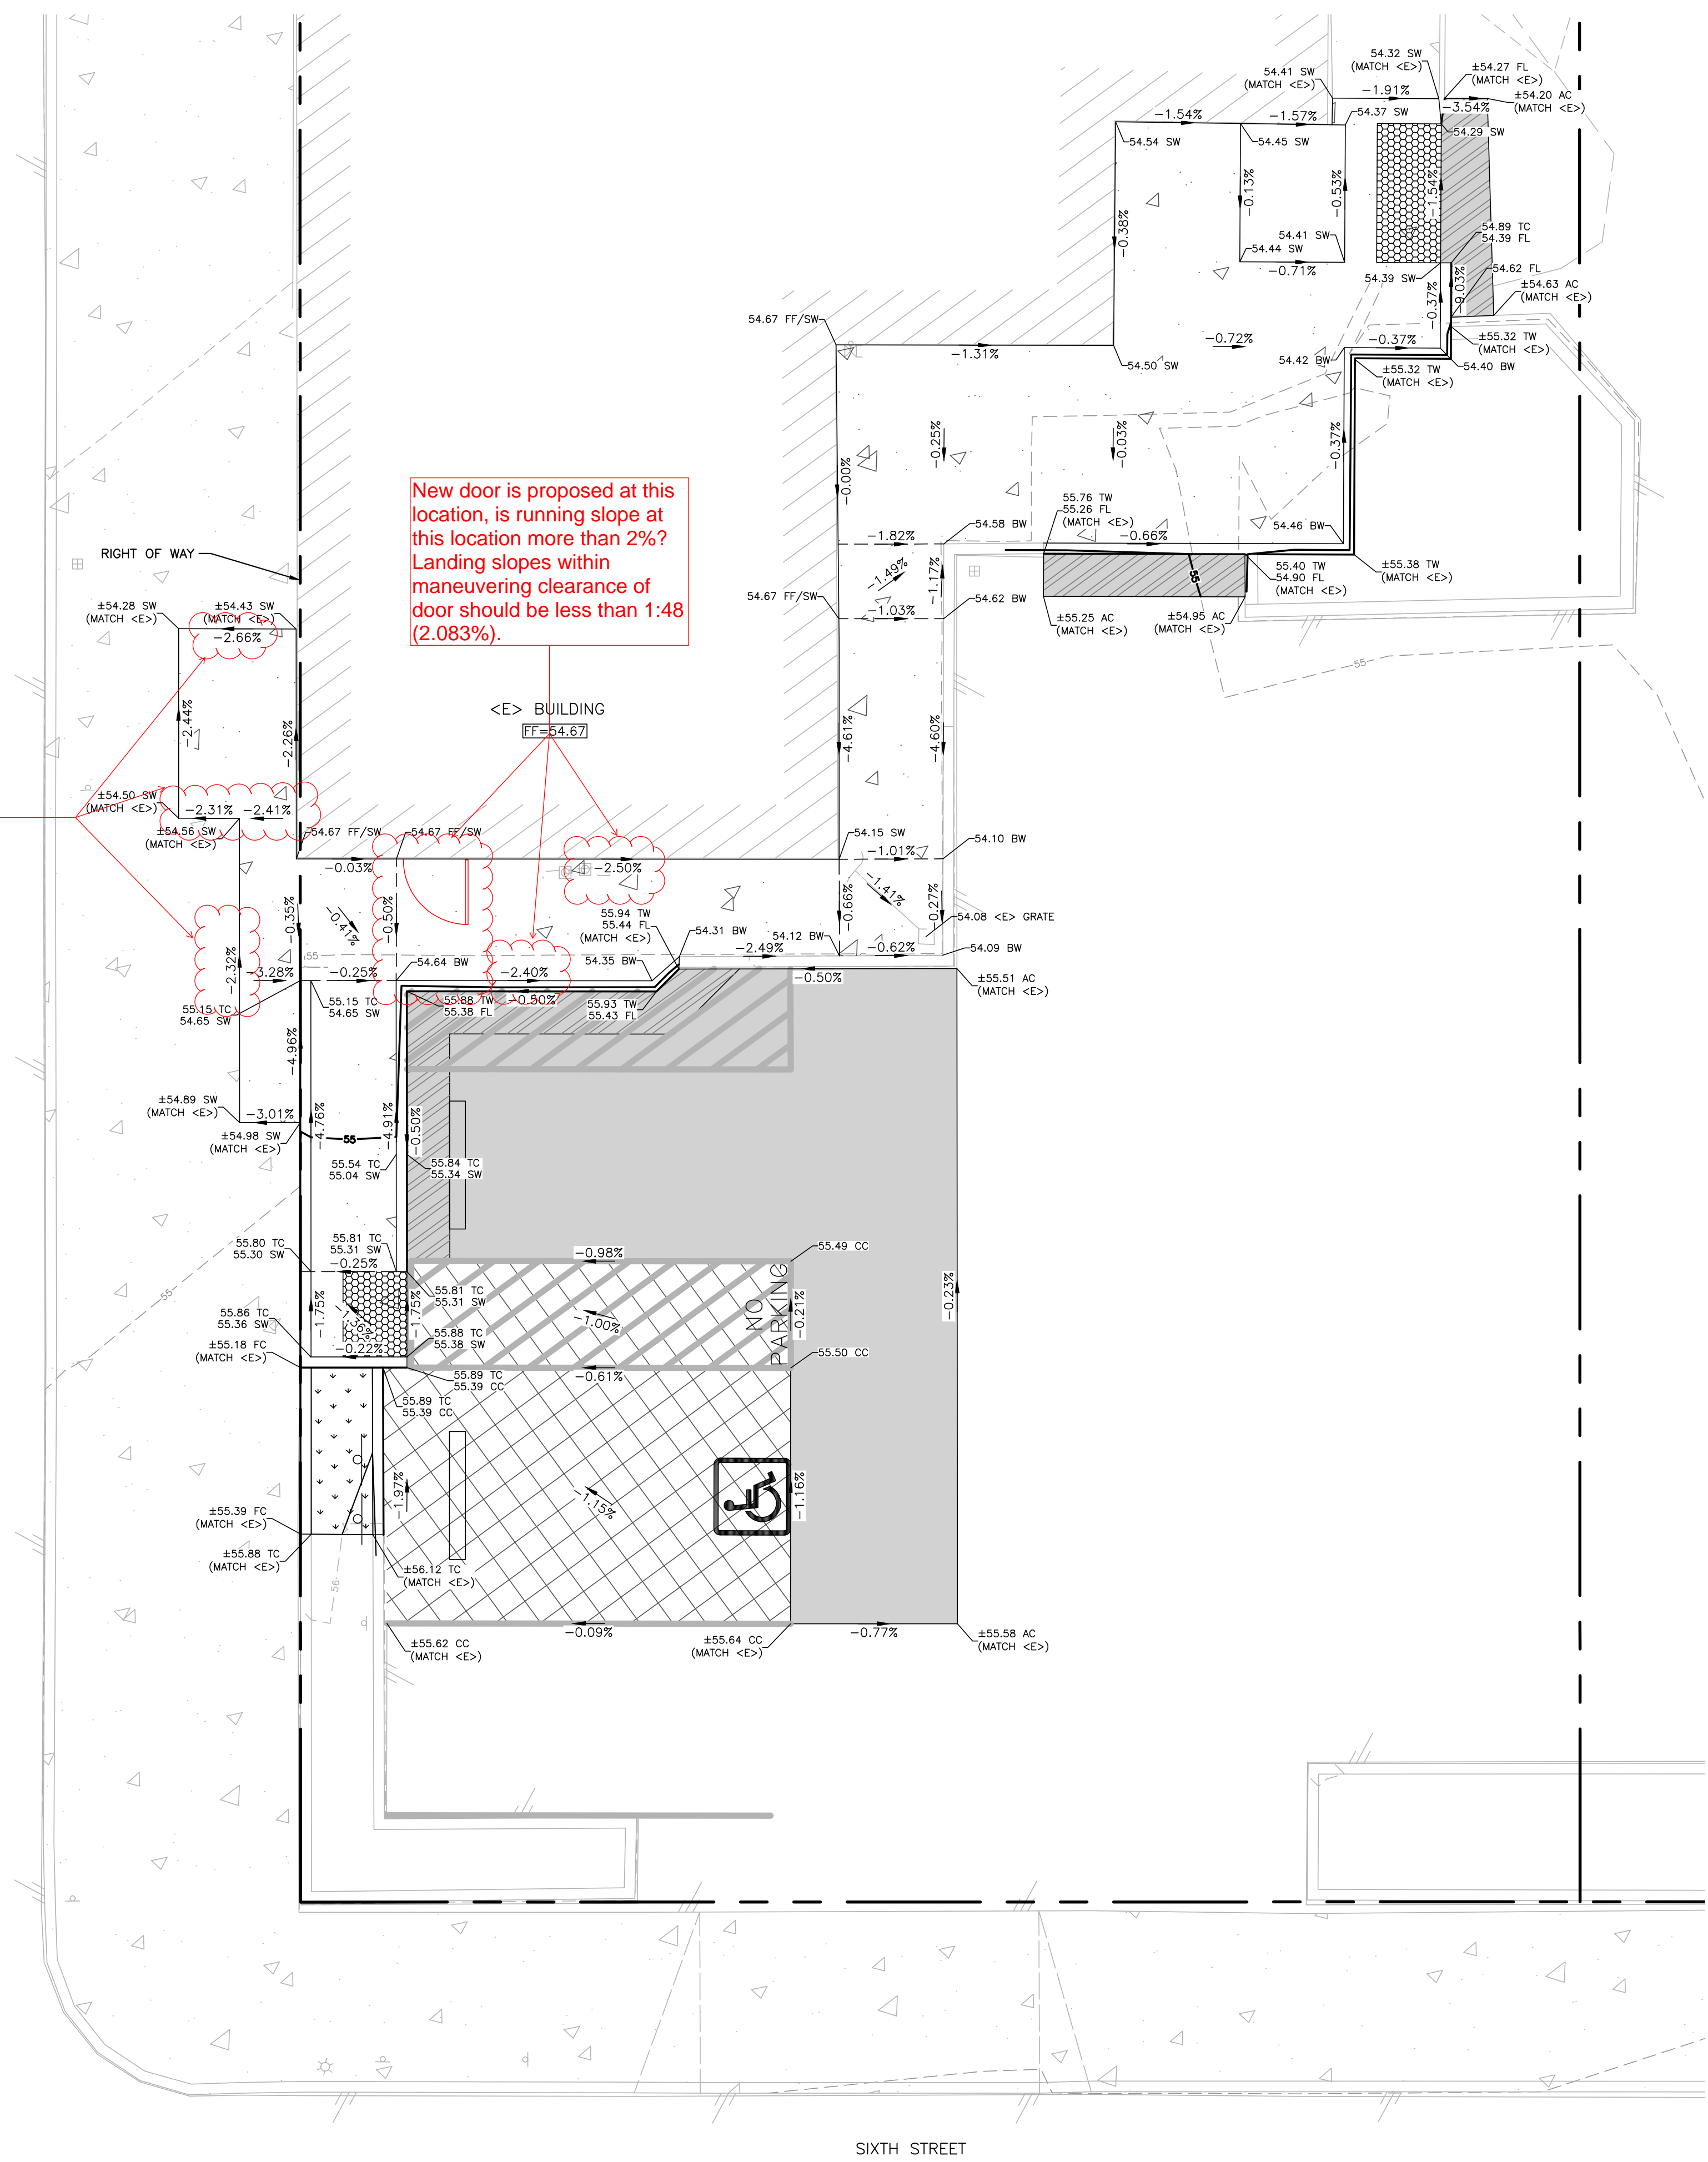 54.32 SW
(MATCH <E>)
±54.27 FL
(MATCH <E>)
54.41 SW
(MATCH <E>)
-1.91%
±54.20 AC
(MATCH <E>)
-3.54%
-1.54%
-1.57%
54.37 SW
54.29 SW
54.54 SW
54.45 SW
-0.13%
-0.53%
-1.54%
-0.38%
54.41 SW
54.44 SW
-0.71%
54.89 TC
54.39 FL
54.62 FL
54.39 SW
-0.37%
-9.03%
±54.63 AC
(MATCH <E>)
54.67 FF/SW
-1.31%
-0.72%
54.50 SW
54.42 BW
-0.37%
±55.32 TW
(MATCH <E>)
54.40 BW
±55.32 TW
(MATCH <E>)
-0.25%
-0.03%
-0.37%
-0.00%
New door is proposed at this
location, is running slope at
this location more than 2%?
Landing slopes within
maneuvering clearance of
door should be less than 1:48
(2.083%).
55.76 TW
55.26 FL
(MATCH <E>)
54.58 BW
54.46 BW
-1.82%
-0.66%
RIGHT OF WAY
-1.49%
-1.17%
55
55.40 TW
54.90 FL
(MATCH <E>)
±55.38 TW
(MATCH <E>)
54.67 FF/SW
-1.03%
54.62 BW
±55.25 AC
(MATCH <E>)
±54.95 AC
(MATCH <E>)
±54.28 SW
(MATCH <E>)
±54.43 SW
(MATCH <E>)
-2.66%
55
<E> BUILDING
FF=54.67
-2.44%
-2.26%
-4.61%
-4.60%
±54.50 SW
(MATCH <E>)
-2.31%
-2.41%
±54.56 SW
(MATCH <E>)
54.67 FF/SW
54.67 FF/SW
54.15 SW
54.10 BW
-1.01%
-0.03%
-2.50%
-1.41%
-0.35%
-0.41%
-0.50%
-0.66%
-0.27%
55.94 TW
55.44 FL
(MATCH <E>)
54.31 BW
54.12 BW
54.08 <E> GRATE
-2.49%
-0.62%
54.09 BW
55
54.35 BW
54.64 BW
-2.32%
-3.28%
-0.25%
-2.40%
-0.50%
±55.51 AC
(MATCH <E>)
55.15 TC
54.65 SW
55.15 TC
54.65 SW
55.88 TW
55.38 FL
-0.50%
55.93 TW
55.43 FL
-4.96%
±54.89 SW
(MATCH <E>)
-3.01%
±54.98 SW
(MATCH <E>)
-4.76%
-4.91%
-0.50%
55
55.54 TC
55.04 SW
55.84 TC
55.34 SW
55.80 TC
55.30 SW
55.81 TC
55.31 SW
-0.25%
-0.98%
55.49 CC
55
55.81 TC
55.31 SW
-1.75%
-1.36%
-1.75%
-1.00%
NO
PARKING
-0.21%
-0.23%
55.86 TC
55.36 SW
55.88 TC
55.38 SW
±55.18 FC
(MATCH <E>)
-0.22%
55.50 CC
55.89 TC
55.39 CC
-0.61%
55.89 TC
55.39 CC
-1.97%
-1.15%
-1.16%
±55.39 FC
(MATCH <E>)
±55.88 TC
(MATCH <E>)
±56.12 TC
(MATCH <E>)
56
±55.62 CC
(MATCH <E>)
-0.09%
±55.64 CC
(MATCH <E>)
-0.77%
±55.58 AC
(MATCH <E>)
SIXTH STREET